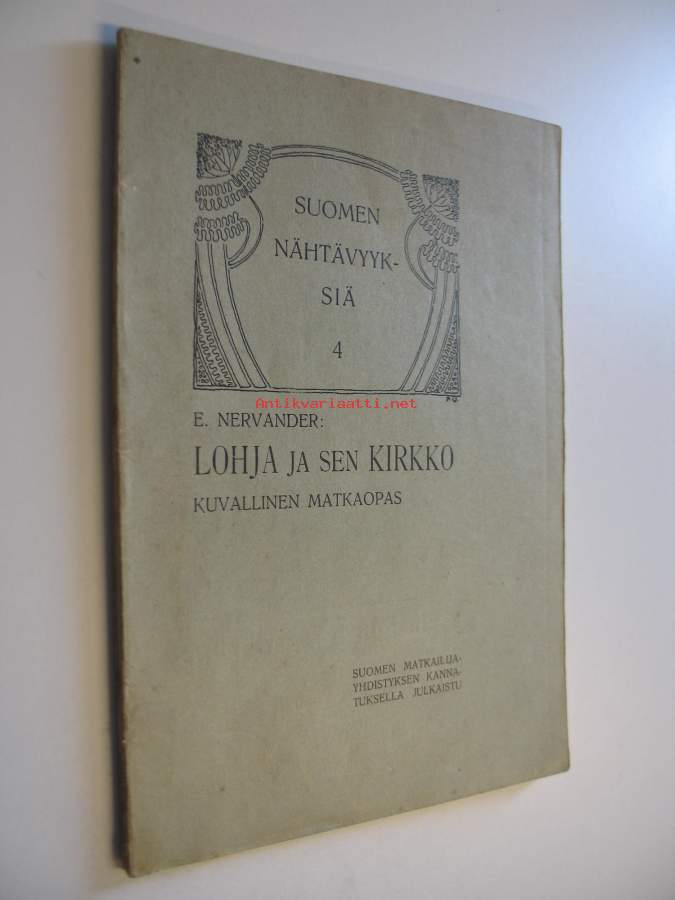 SUOMEN
NÄHTÄVYYK-
SIÄ
4
Antikvariaatti.net
E. NERVANDER:
LOHJA JA SEN KIRKKO
KUVALLINEN MATKAOPAS
SUOMEN MATKAILIJA-
YHDISTYKSEN KANNA-
TUKSELLA JULKAISTU